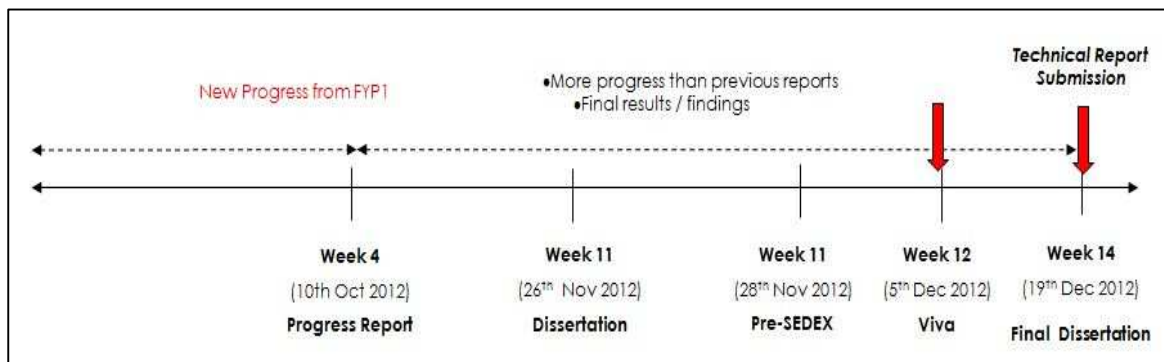 Technical Report
Submission
New Progress from FYP1
•More progress than previous reports
•Final results / findings
Week 4
(10th Oct 2012)
Progress Report
Week 11
(26th Nov 2012)
Dissertation
Week 11
(28th Nov 2012)
Pre-SEDEX
Week 12
(5th Dec 2012)
Viva
Week 14
(19th Dec 2012)
Final Dissertation